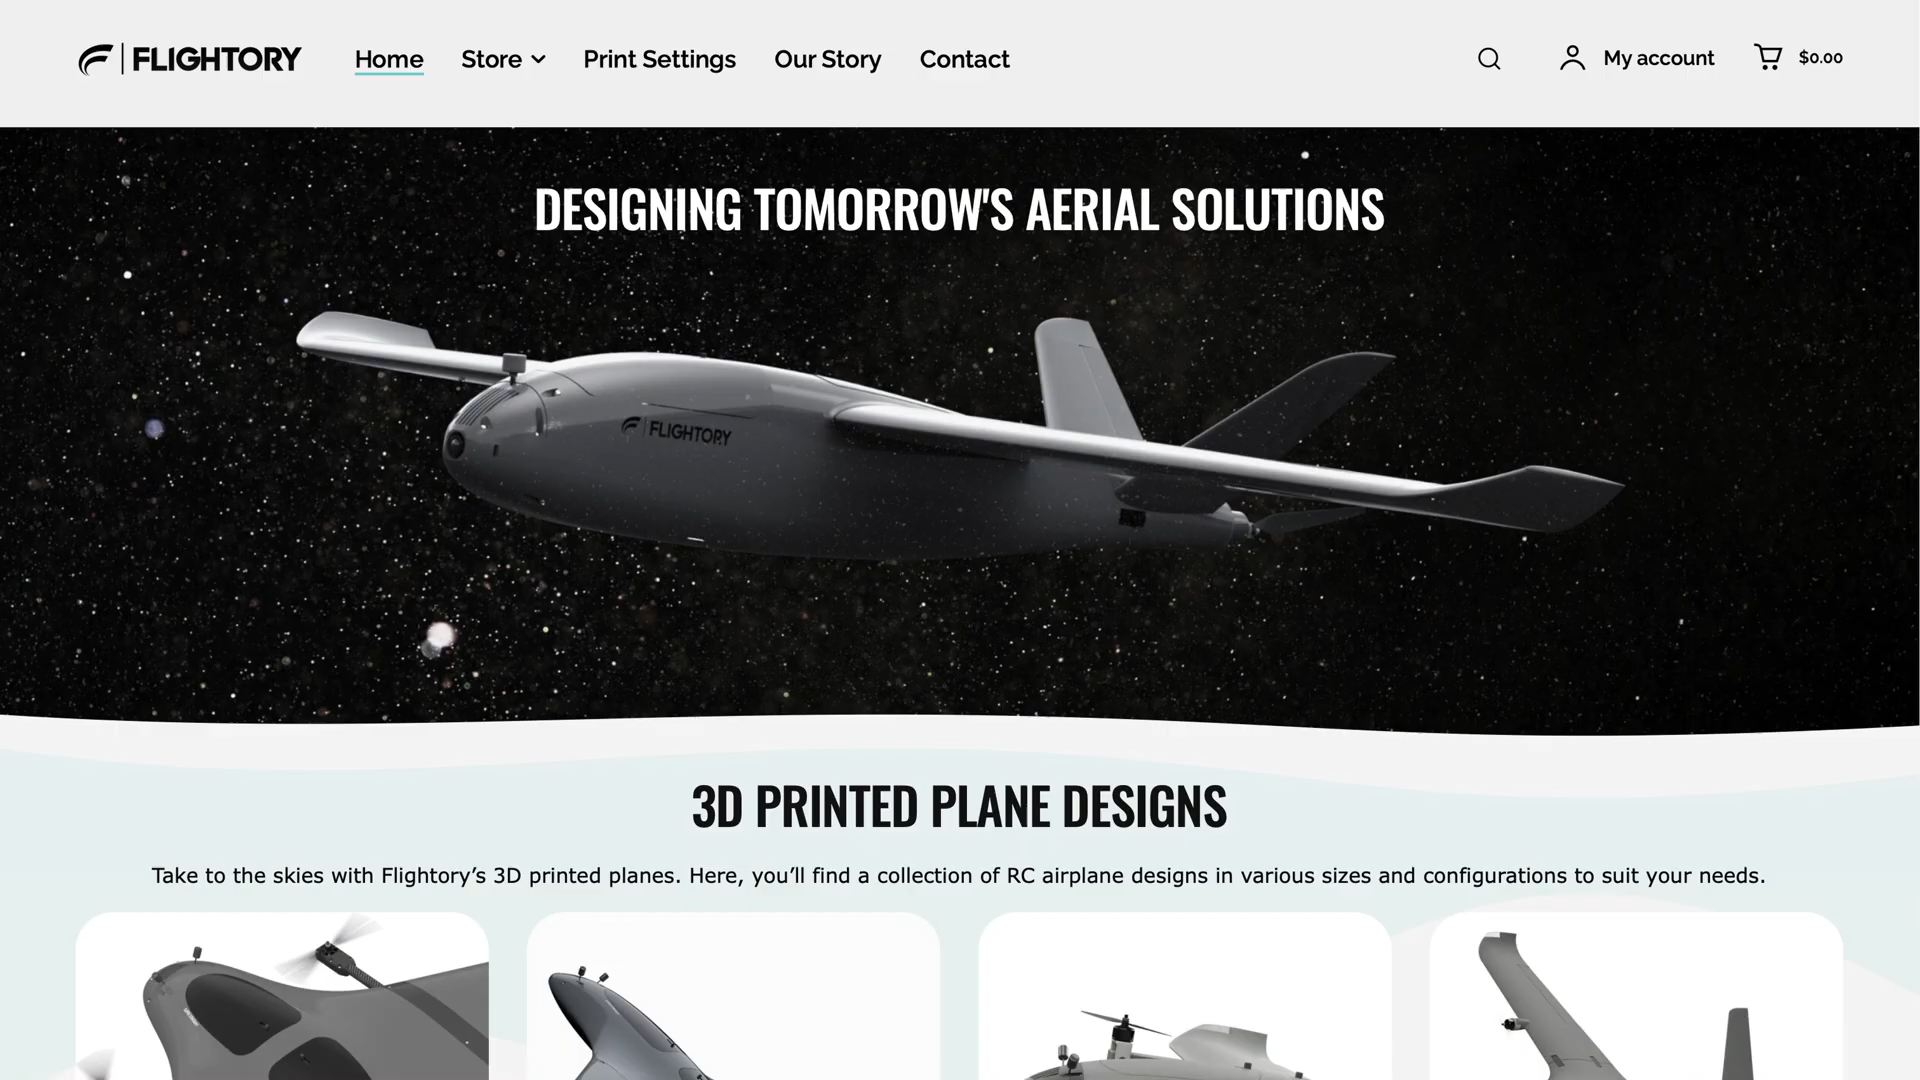 FLIGHTORY
Home
Store
Print Settings
Our Story
Contact
My account
$0.00
DESIGNING TOMORROW'S AERIAL SOLUTIONS
FLIGHTORY
3D PRINTED PLANE DESIGNS
Take to the skies with Flightory’s 3D printed planes. Here, you’ll find a collection of RC airplane designs in various sizes and configurations to suit your needs.